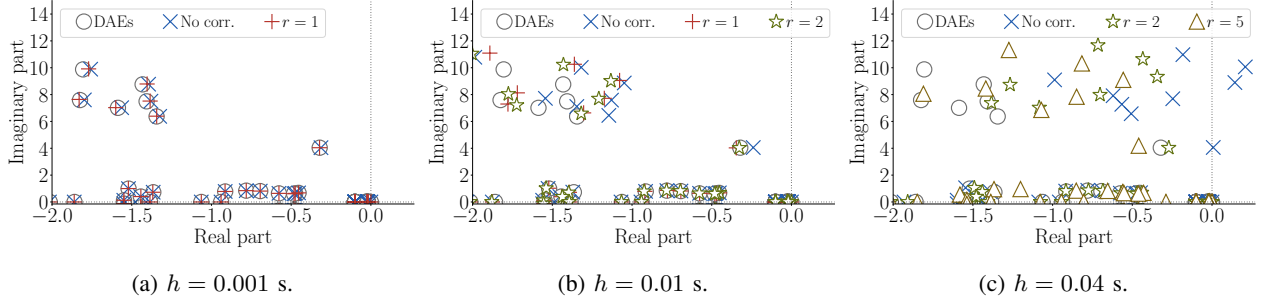 DAEs No corr. r = 1
14
12
10
8
6
4
2
0
Imaginary part
−2.0 −1.5 −1.0 −0.5 0.0
Real part
(a) h = 0.001 s.
DAEs No corr. r = 1 r = 2
14
12
10
8
6
4
2
0
Imaginary part
−2.0 −1.5 −1.0 −0.5 0.0
Real part
(b) h = 0.01 s.
DAEs No corr. r = 2 r = 5
14
12
10
8
6
4
2
0
Imaginary part
−2.0 −1.5 −1.0 −0.5 0.0
Real part
(c) h = 0.04 s.